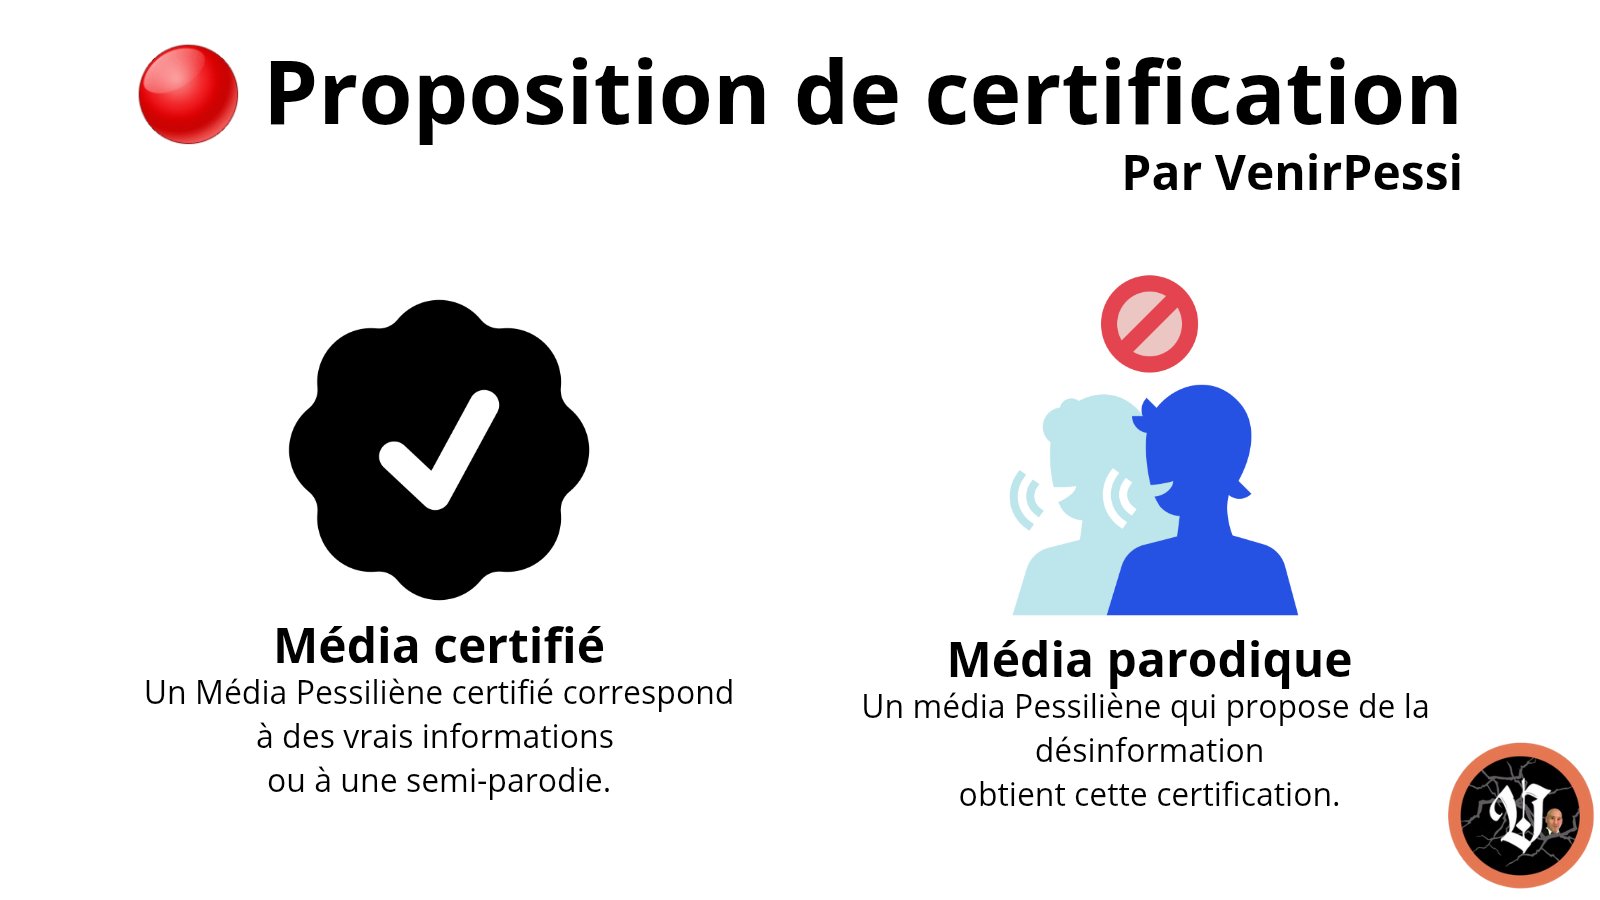 Proposition de certification
Par VenirPessi
Média certifié
Un Média Pessiliène certifié correspond
à des vrais informations
ou à une semi-parodie.
Média parodique
Un média Pessiliène qui propose de la
désinformation
obtient cette certification.
V